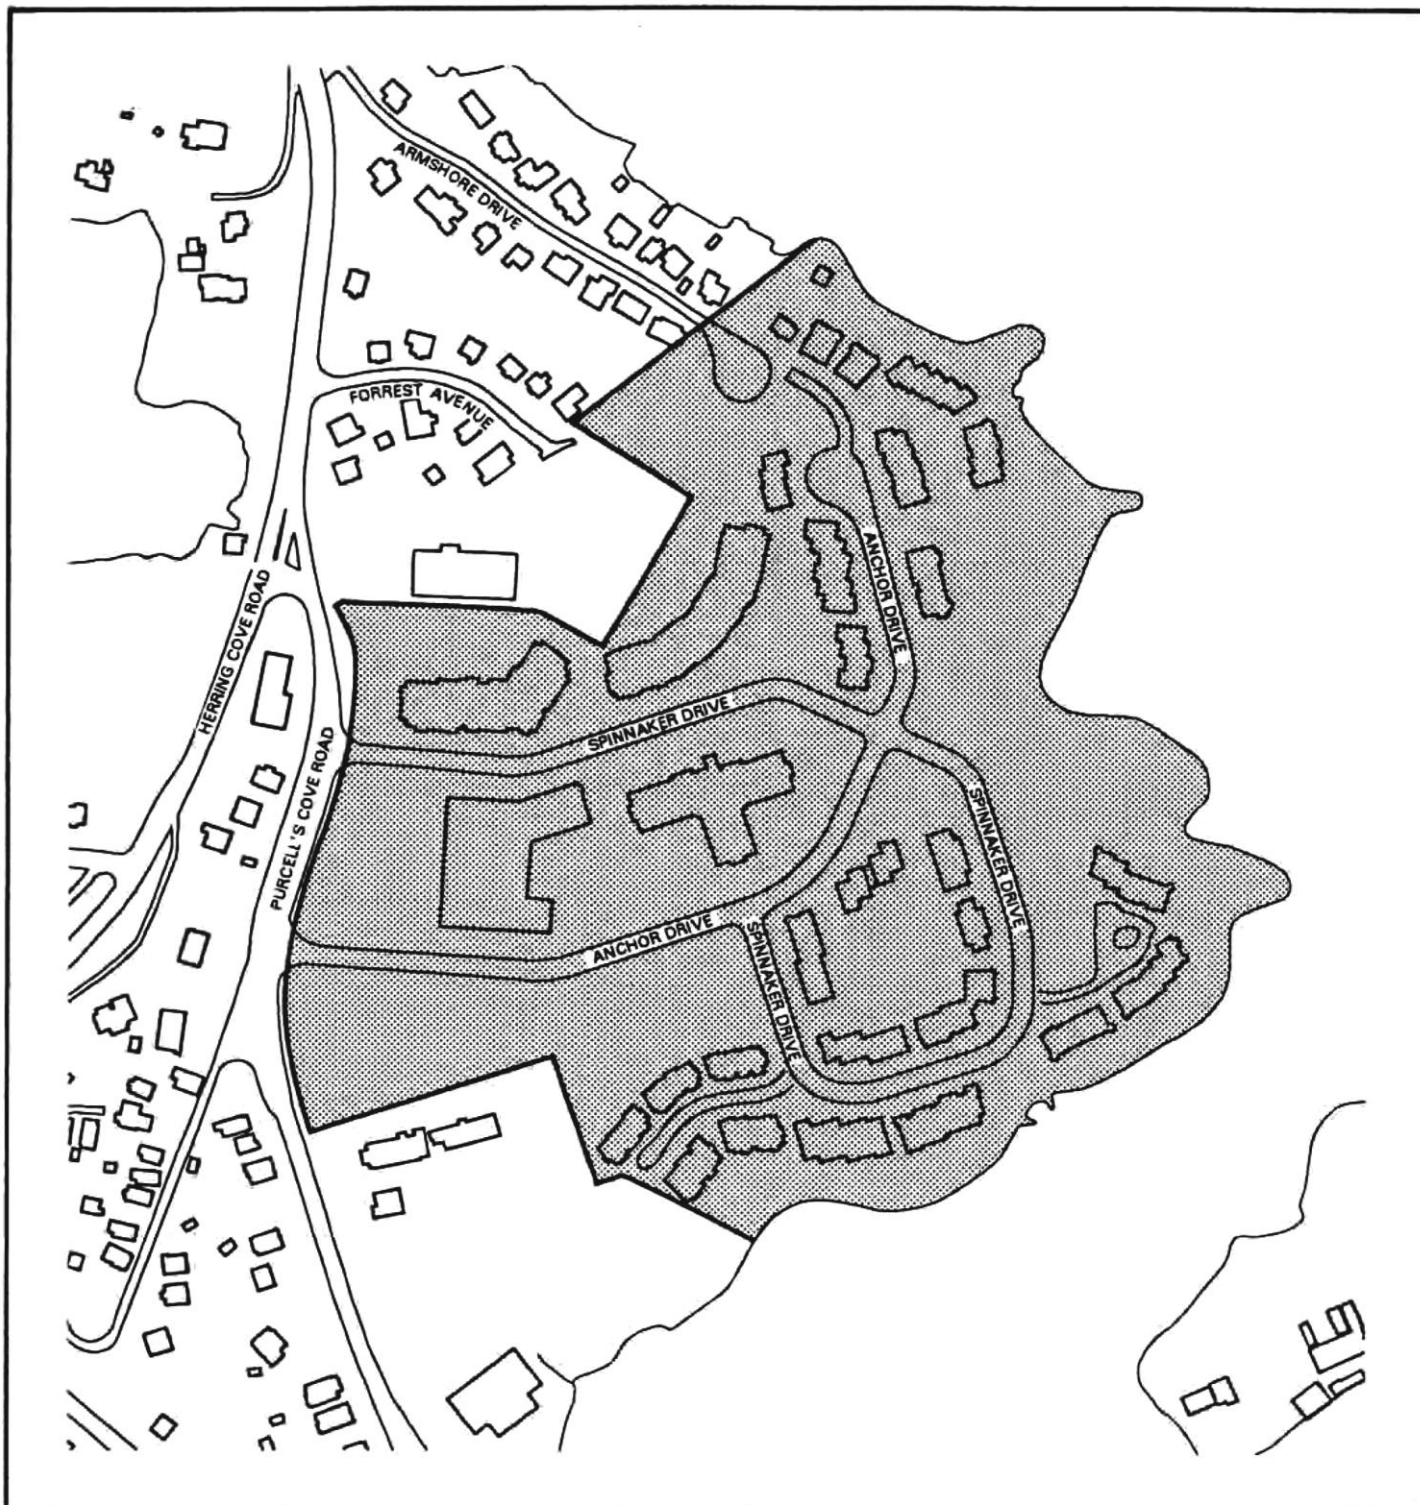 ARMSHORE DRIVE
FORREST AVENUE
ANCHOR DRIVE
HERRING COVE ROAD
SPINNAKER DRIVE
PURCELL'S COVE ROAD
SPINNAKER DRIVE
ANCHOR DRIVE
SPINNAKER DRIVE